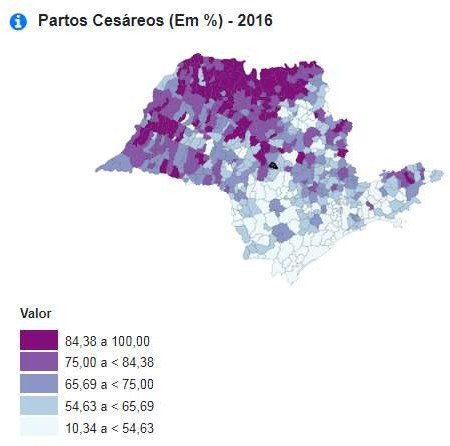 Partos Cesáreos (Em %) - 2016
Valor
84,38 a 100,00
75,00 a < 84,38
65,69 a < 75,00
54,63 a < 65,69
10,34 a < 54,63